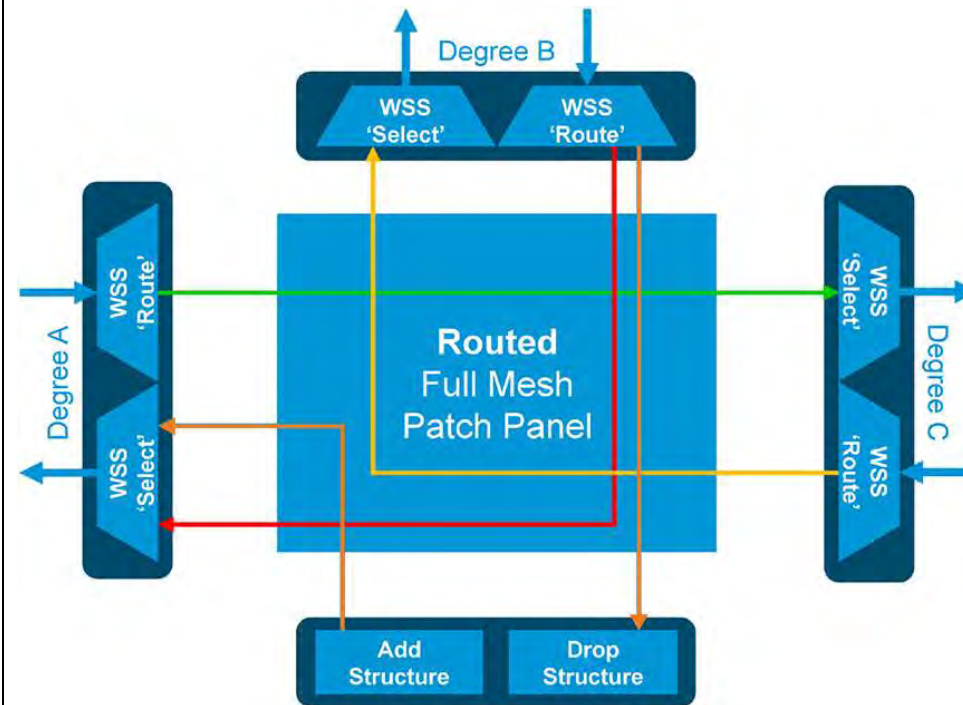 Degree B
WSS
'Select'
WSS
'Route'
Degree A
WSS
'Route'
WSS
'Select'
Routed
Full Mesh
Patch Panel
WSS
'Select'
WSS
'Route'
Degree C
Add
Structure
Drop
Structure